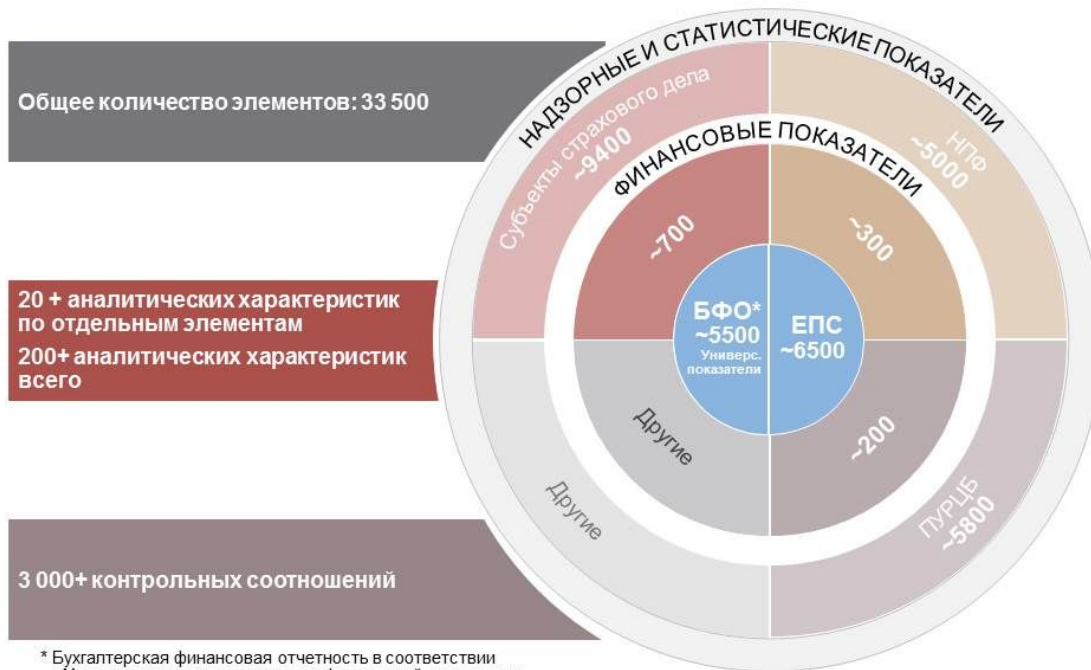 Общее количество элементов: 33 500
20 + аналитических характеристик
по отдельным элементам
200+ аналитических характеристик
всего
3 000+ контрольных соотношений
НАДЗОРНЫЕ И СТАТИСТИЧЕСКИЕ ПОКАЗАТЕЛИ
Субъекты страхового дела
~9400
НПФ
~5000
ФИНАНСОВЫЕ ПОКАЗАТЕЛИ
~700
~300
БФО*
~5500
Универс.
показатели
ЕПС
~6500
Другие
~200
Другие
ПУРЦБ
~5800
* Бухгалтерская финансовая отчетность в соответствии